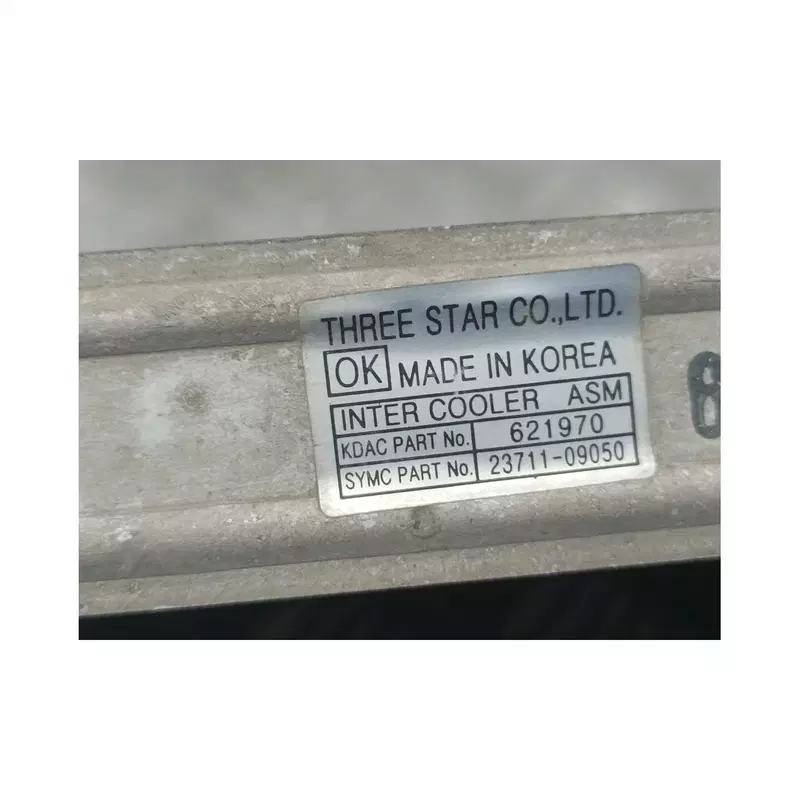 THREE STAR CO.,LTD.
OK MADE IN KOREA
INTER COOLER ASM
KDAC PART No. 621970
SYMC PART No. 23711-09050